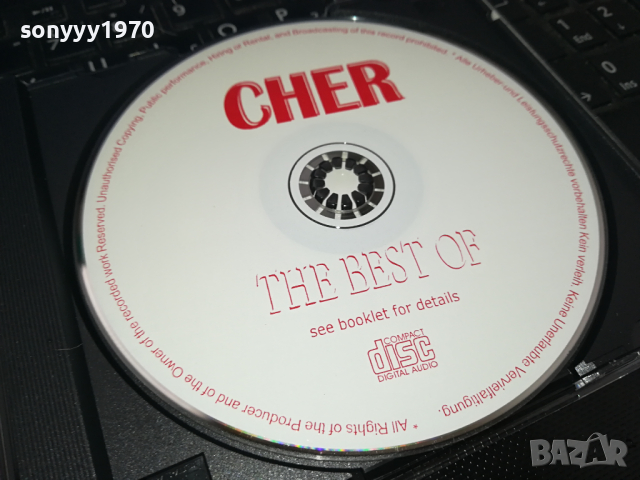 sonyyy1970
CHER
THE BEST OF
see booklet for details
COMPACT
disc
DIGITAL AUDIO
* All Rights of the Producer and of the Owner of the recorded work Reserved. Unauthorised Copying, Public performance, Hiring or Rental, and Broadcasting of this record prohibited. * Alle Urheber und Leistungsschutzrechte vorbehalten Kein verleih. Keine Unerlaubte Vervielfältigung.
BAZAR
bg